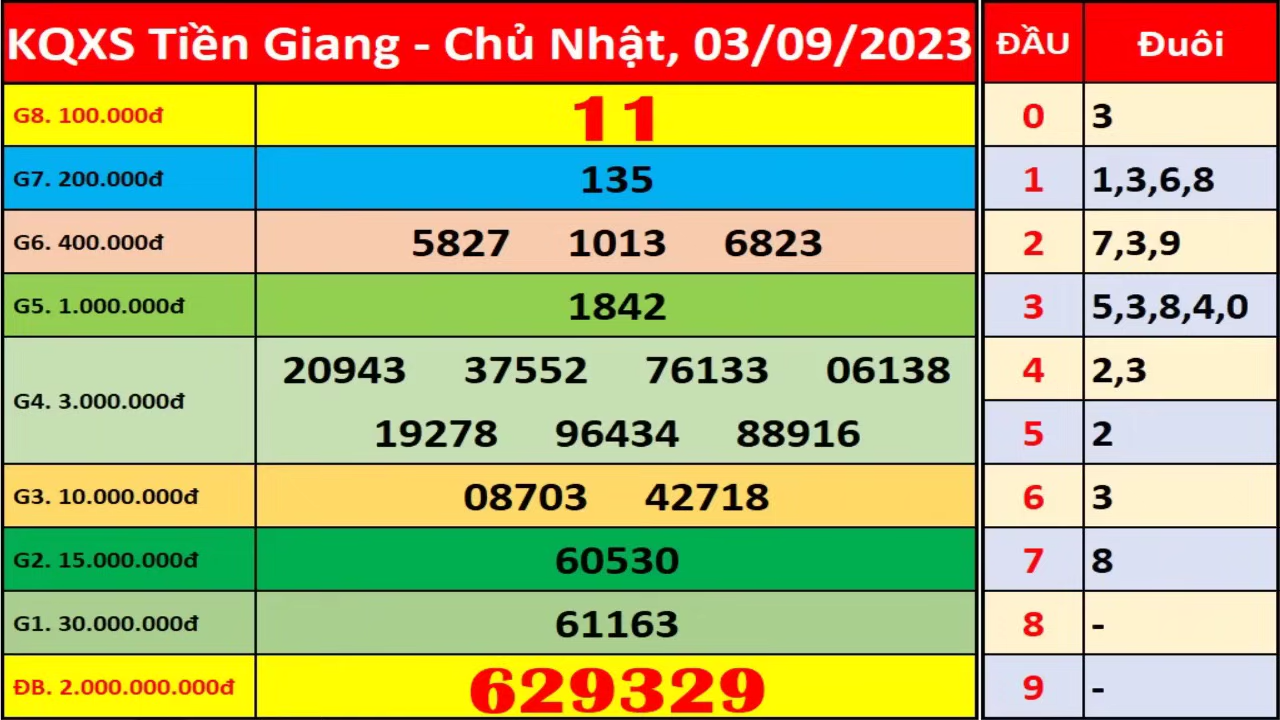 KQXS Tiền Giang - Chủ Nhật, 03/09/2023
G8. 100.000đ 11
G7. 200.000đ 135
G6. 400.000đ 5827 1013 6823
G5. 1.000.000đ 1842
G4. 3.000.000đ 20943 37552 76133 06138
19278 96434 88916
G3. 10.000.000đ 08703 42718
G2. 15.000.000đ 60530
G1. 30.000.000đ 61163
ĐB. 2.000.000.000đ 629329
ĐẦU Đuôi
0 3
1 1,3,6,8
2 7,3,9
3 5,3,8,4,0
4 2,3
5 2
6 3
7 8
8 -
9 -